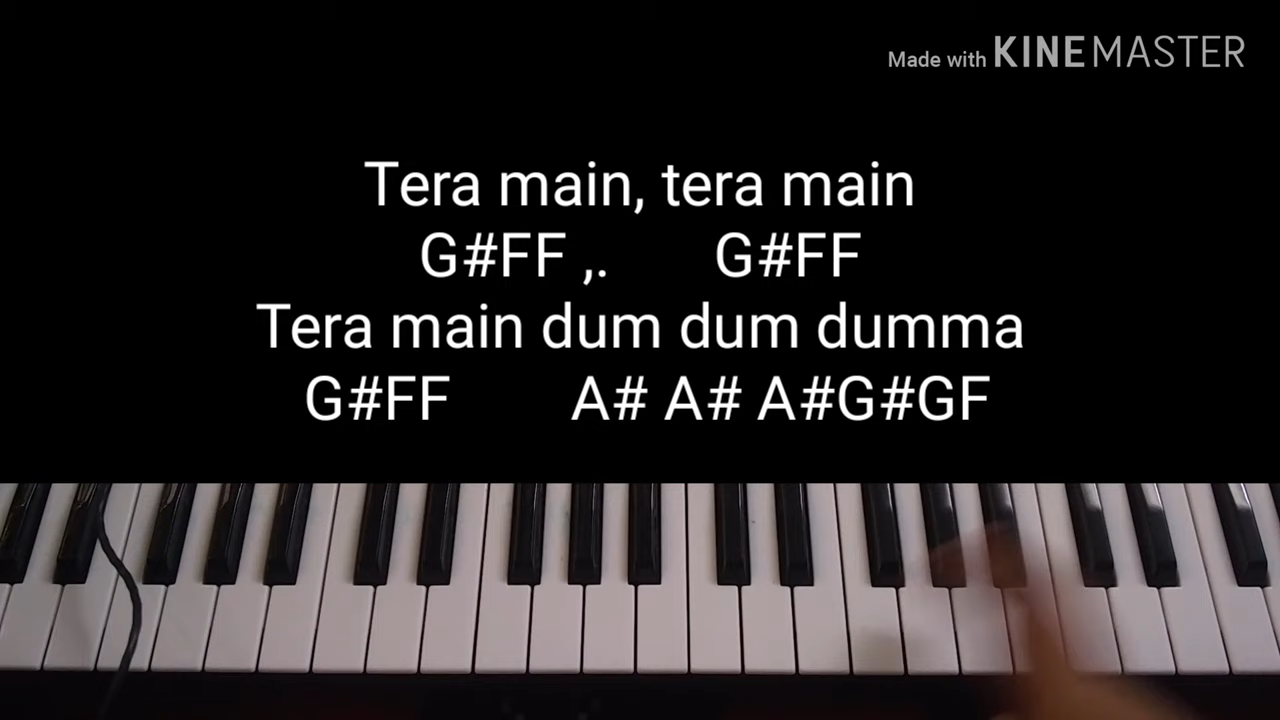 Made with KINEMASTER
Tera main, tera main
G#FF ,. G#FF
Tera main dum dum dumma
G#FF A# A# A#G#GF